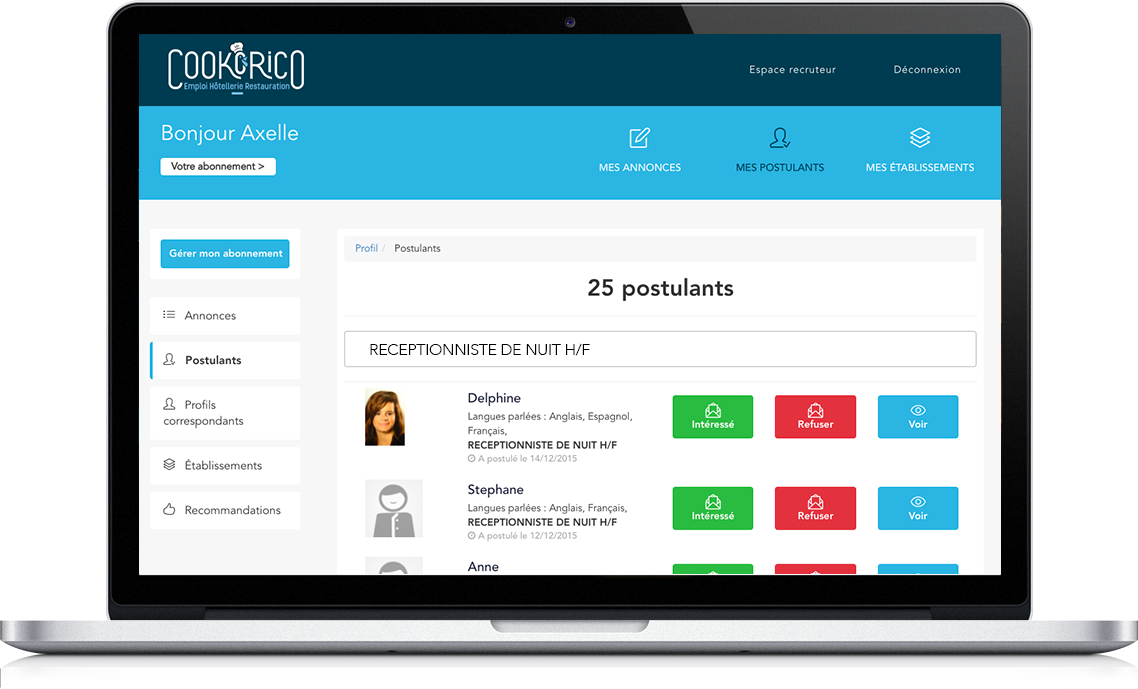 COOKORICO
Emploi Hôtellerie Restauration
Espace recruteur
Déconnexion
Bonjour Axelle
Votre abonnement >
MES ANNONCES
MES POSTULANTS
MES ÉTABLISSEMENTS
Gérer mon abonnement
Annonces
Postulants
Profils
correspondants
Établissements
Recommandations
Profil / Postulants
25 postulants
RECEPTIONNISTE DE NUIT H/F
Delphine
Langues parlées : Anglais, Espagnol,
Français,
RECEPTIONNISTE DE NUIT H/F
A postulé le 14/12/2015
Intéressé
Refuser
Voir
Stephane
Langues parlées : Anglais, Français,
RECEPTIONNISTE DE NUIT H/F
A postulé le 12/12/2015
Intéressé
Refuser
Voir
Anne